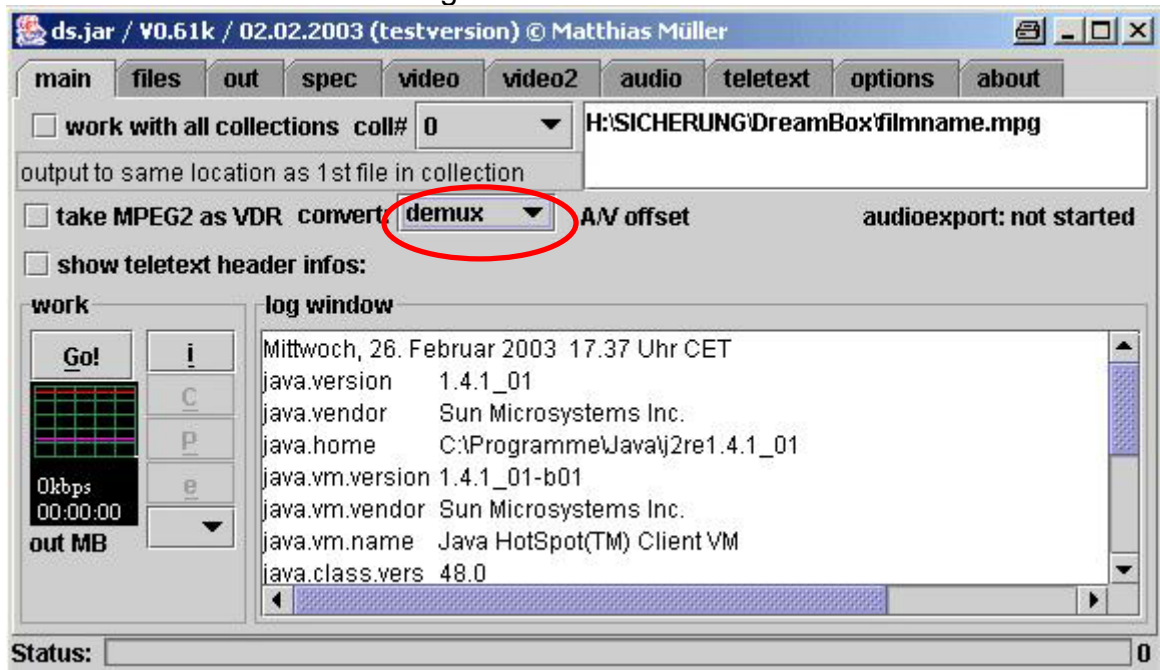 ds.jar / V0.61k / 02.02.2003 (testversion) © Matthias Müller
main files out spec video video2 audio teletext options about
work with all collections coll# 0
H:\SICHERUNG\DreamBox\filmname.mpg
output to same location as 1st file in collection
take MPEG2 as VDR convert: demux A/V offset audioexport: not started
show teletext header infos:
work
log window
Go! i
C
P
e
0kbps
00:00:00
out MB
Mittwoch, 26. Februar 2003 17.37 Uhr CET
java.version 1.4.1_01
java.vendor Sun Microsystems Inc.
java.home C:\Programme\Java\j2re1.4.1_01
java.vm.version 1.4.1_01-b01
java.vm.vendor Sun Microsystems Inc.
java.vm.name Java HotSpot(TM) Client VM
java.class.vers 48.0
Status: 0